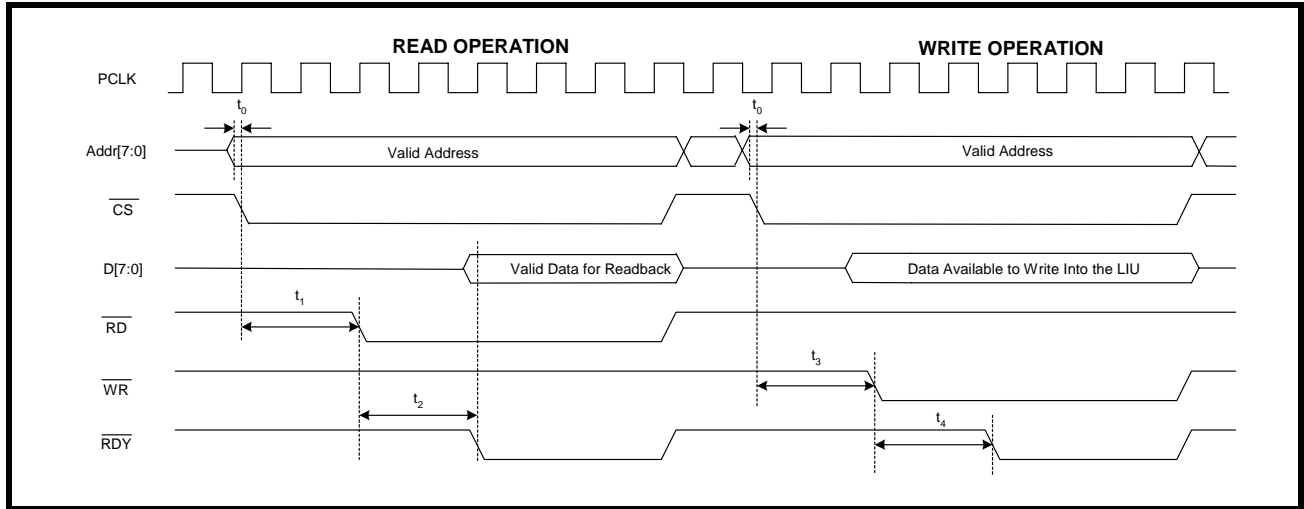 READ OPERATION WRITE OPERATION
PCLK
t0 t0
Addr[7:0] Valid Address Valid Address
CS
D[7:0] Valid Data for Readback Data Available to Write Into the LIU
t1
RD
t3
WR
t2
t4
RDY